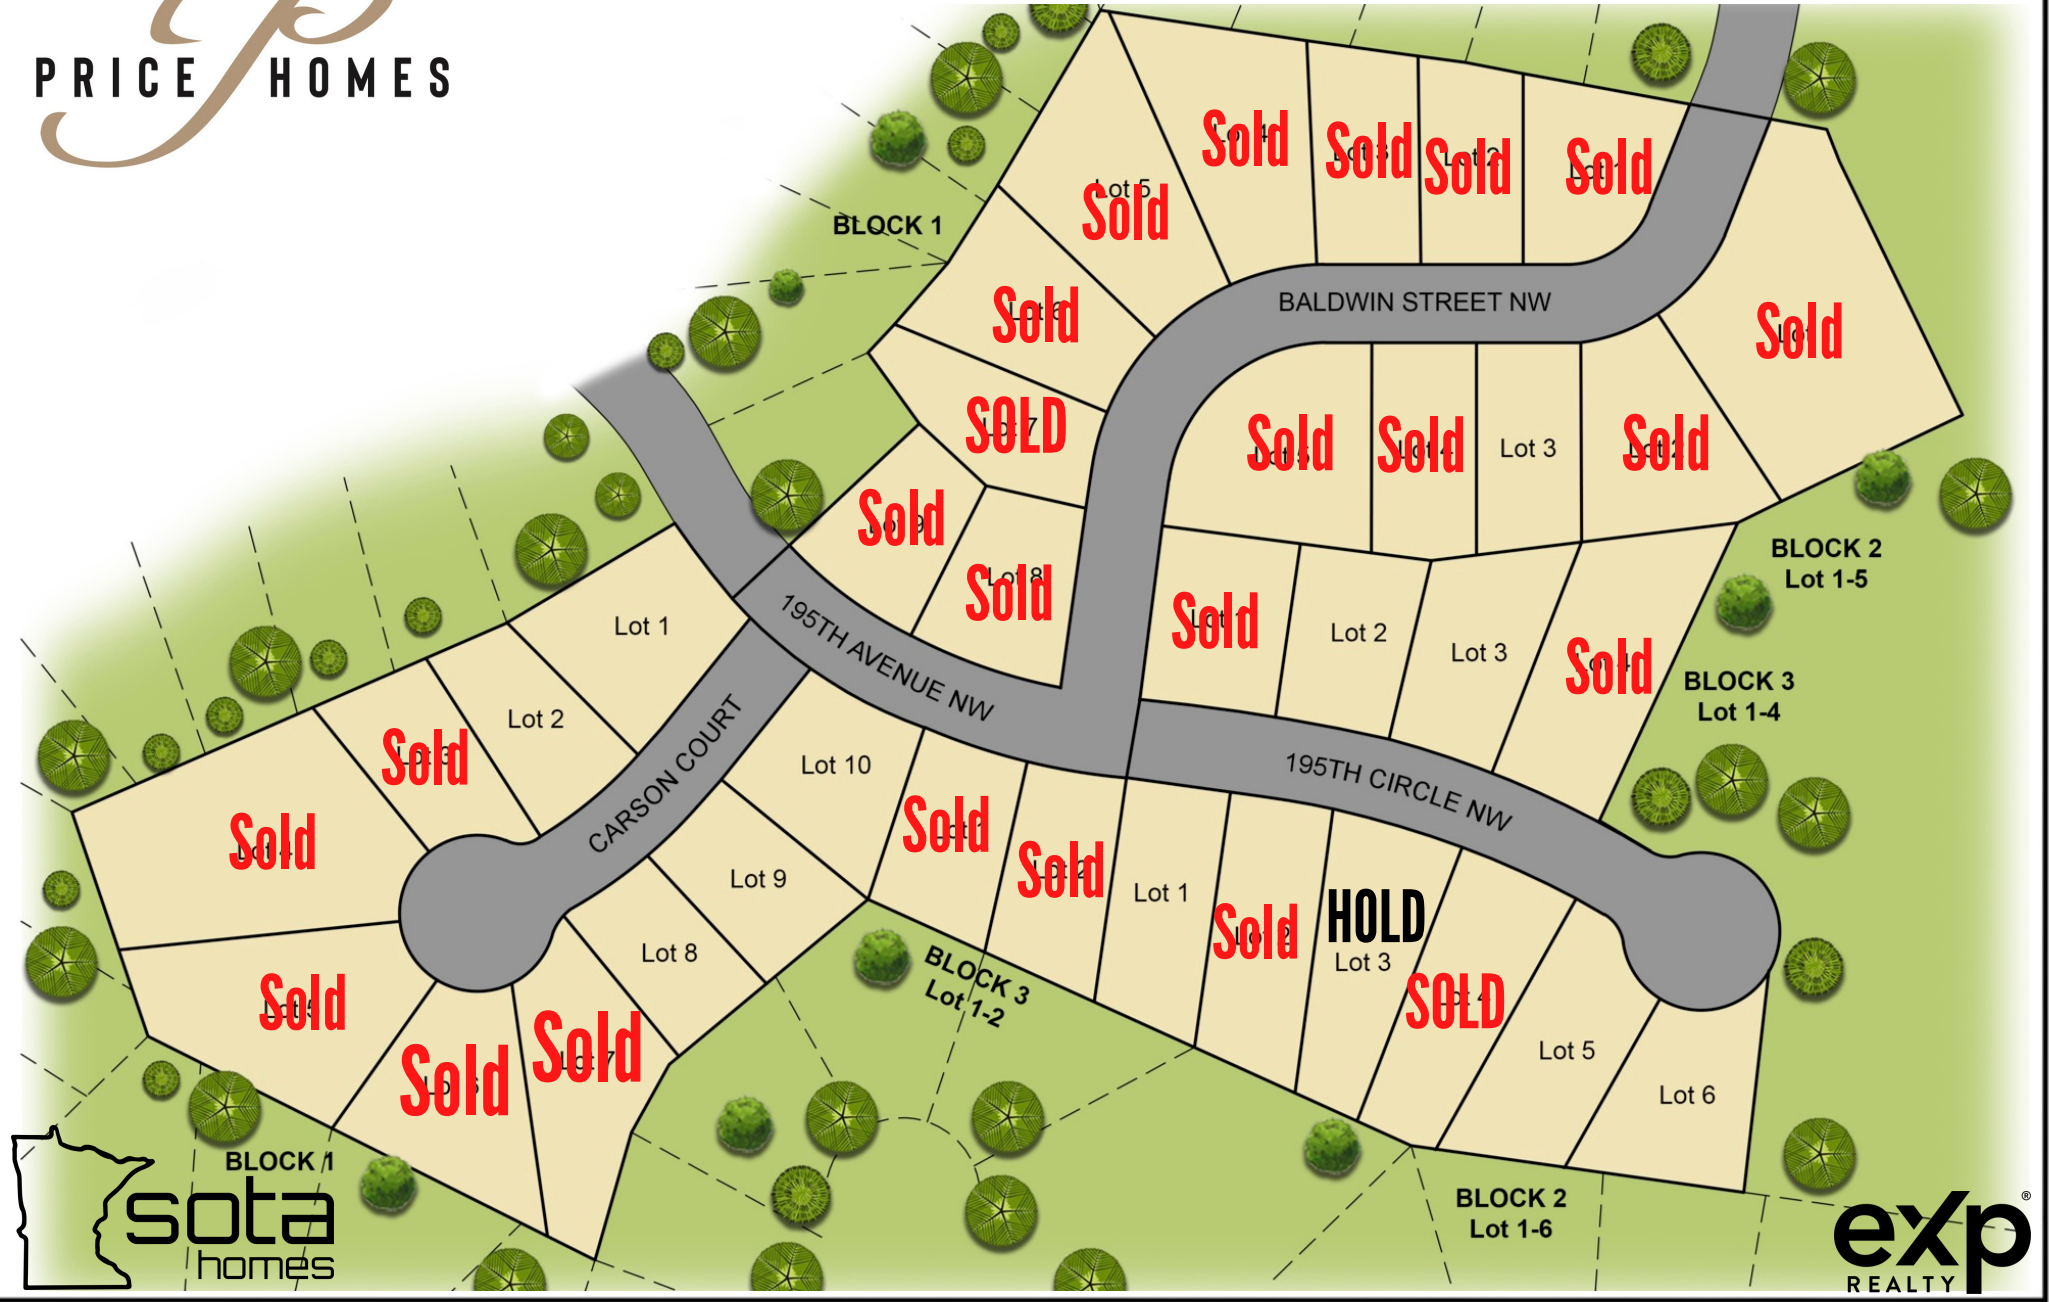 PRICE HOMES
BLOCK 1
Lot 5
Sold
Sold
Sold
Sold
Sold
Sold
SOLD
Sold
Lot 8
Sold
BALDWIN STREET NW
Sold
Sold
Sold
Lot 3
Sold
BLOCK 2
Lot 1-5
Sold
Lot 2
Lot 3
Sold
BLOCK 3
Lot 1-4
195TH AVENUE NW
195TH CIRCLE NW
CARSON COURT
Lot 1
Lot 2
Sold
Sold
Sold
Sold
Sold
Lot 8
Lot 9
Lot 10
BLOCK 1
Sold
Sold
BLOCK 3
Lot 1-2
Lot 1
Sold
HOLD
Lot 3
SOLD
Lot 5
Lot 6
BLOCK 2
Lot 1-6
sota
homes
eXp
REALTY
®